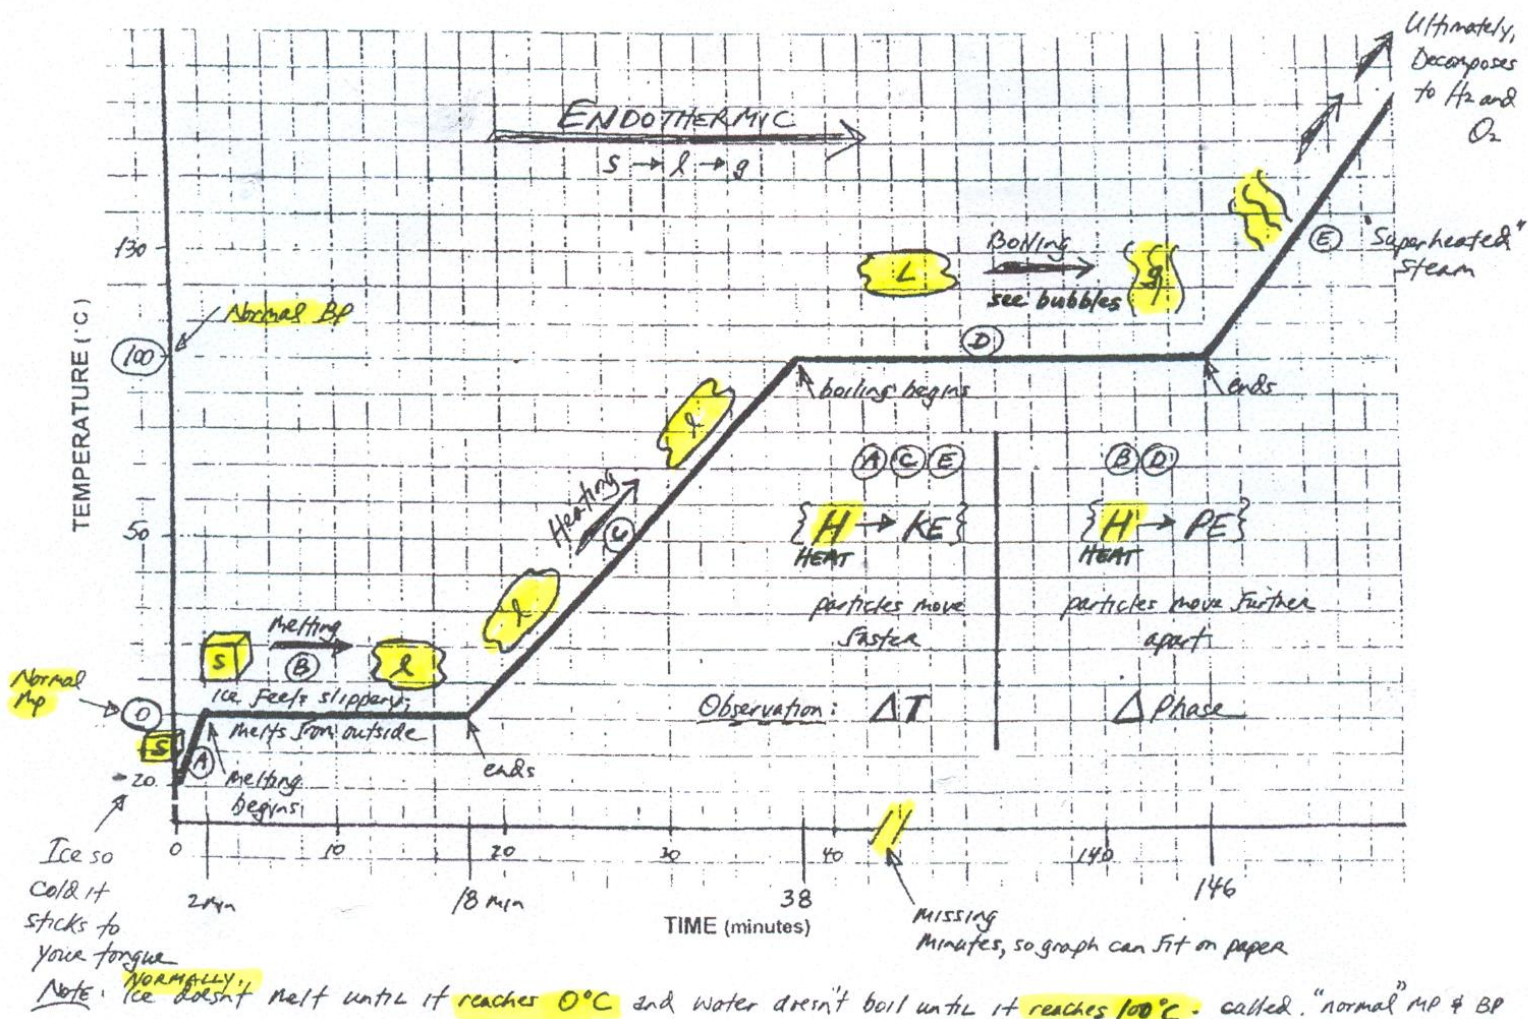 Ultimately,
Decomposes
to H2 and
O2
ENDOTHERMIC
s → l → g
130
Normal BP
L
Boiling
see bubbles
g
E
"Superheated"
Steam
100
D
boiling begins
ends
TEMPERATURE (°C)
l
Heating
C
50
A C E
{H → KE}
HEAT
particles move
faster
B D
{H → PE}
HEAT
particles move further
apart
Observation: ΔT
Δ Phase
l
s
melting
B
l
ice feels slippery,
melts from outside
Normal
MP
0
s
A
-20
melting
begins
ends
0 10 20 30 40 140
2 min
18 min
38
146
TIME (minutes)
//
Missing
Minutes, so graph can fit on paper
Ice so
cold it
sticks to
your tongue
NORMALLY,
Note: Ice doesn't melt until it reaches 0°C and water doesn't boil until it reaches 100°C. called "normal" MP & BP